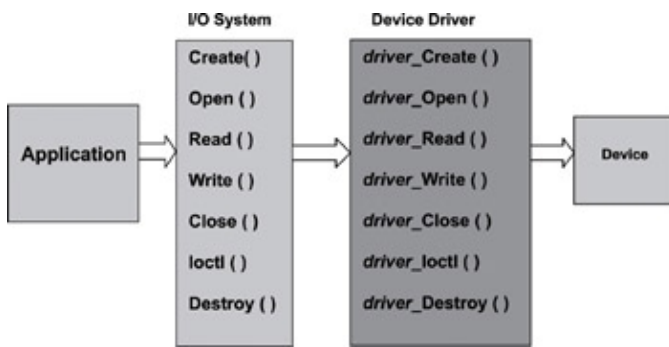 I/O System
Device Driver
Application
Create( )
Open ( )
Read ( )
Write ( )
Close ( )
Ioctl ( )
Destroy ( )
driver_Create ( )
driver_Open ( )
driver_Read ( )
driver_Write ( )
driver_Close ( )
driver_Ioctl ( )
driver_Destroy ( )
Device